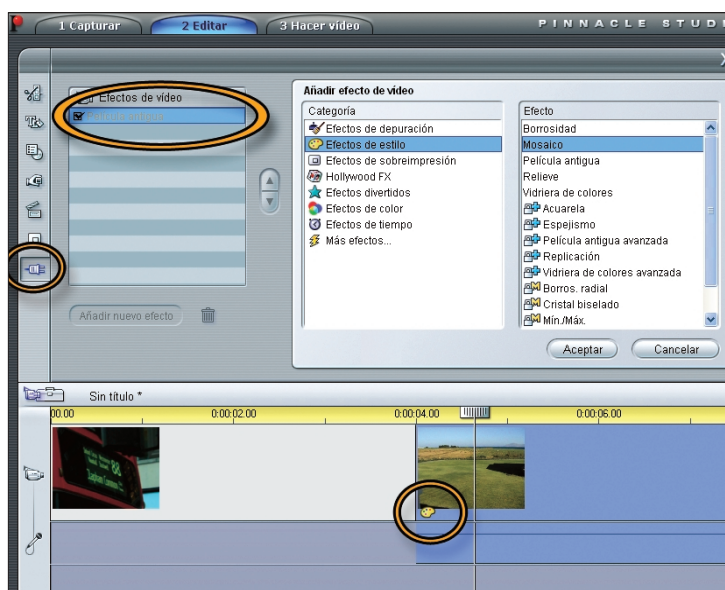 1 Capturar
2 Editar
3 Hacer vídeo
PINNACLE STUD
Efectos de vídeo
Película antigua
Añadir nuevo efecto
Añadir efecto de vídeo
Categoría
Efectos de depuración
Efectos de estilo
Efectos de sobreimpresión
Hollywood FX
Efectos divertidos
Efectos de color
Efectos de tiempo
Más efectos...
Efecto
Borrosidad
Mosaico
Película antigua
Relieve
Vidriera de colores
Acuarela
Espejismo
Película antigua avanzada
Replicación
Vidriera de colores avanzada
Borros. radial
Cristal biselado
Mín./Máx.
Aceptar
Cancelar
Sin título *
00.00
0:00:02.00
0:00:04.00
0:00:06.00